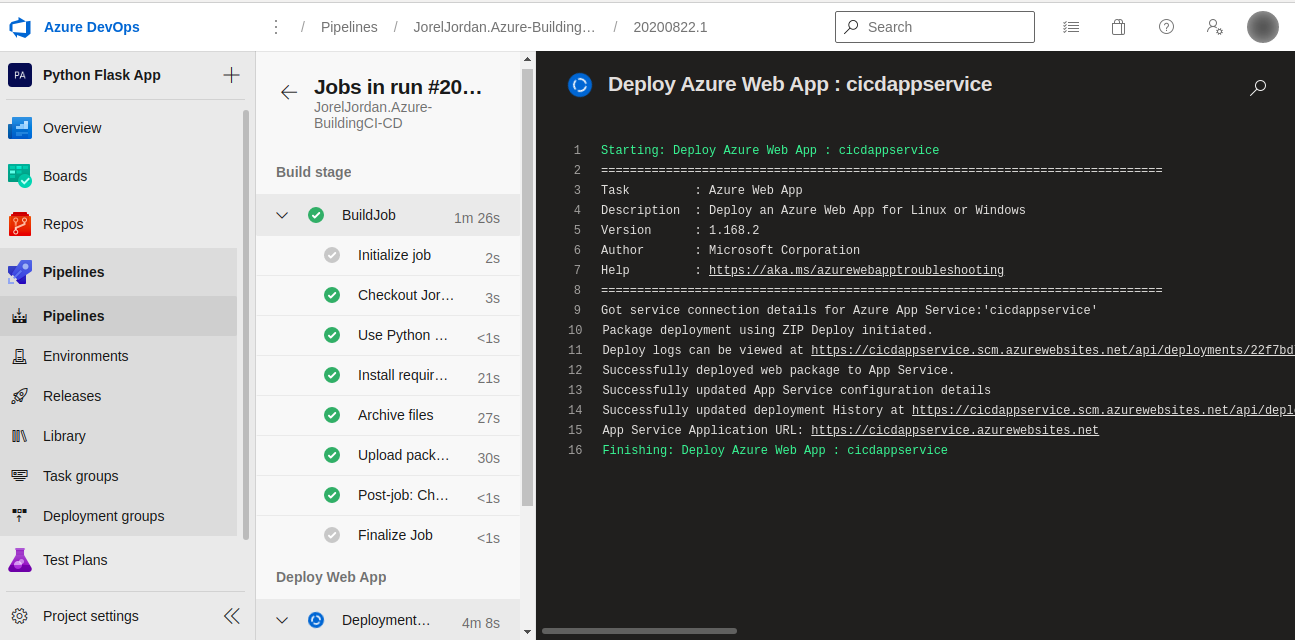 Azure DevOps
/ Pipelines / JorelJordan.Azure-Building… / 20200822.1
Search
PA Python Flask App
Overview
Boards
Repos
Pipelines
Pipelines
Environments
Releases
Library
Task groups
Deployment groups
Test Plans
Project settings
Jobs in run #20…
JorelJordan.Azure-
BuildingCI-CD
Build stage
BuildJob 1m 26s
Initialize job 2s
Checkout Jor… 3s
Use Python … <1s
Install requir… 21s
Archive files 27s
Upload pack… 30s
Post-job: Ch… <1s
Finalize Job <1s
Deploy Web App
Deployment… 4m 8s
Deploy Azure Web App : cicdappservice
1 Starting: Deploy Azure Web App : cicdappservice
2 ==============================================================================
3 Task         : Azure Web App
4 Description  : Deploy an Azure Web App for Linux or Windows
5 Version      : 1.168.2
6 Author       : Microsoft Corporation
7 Help         : https://aka.ms/azurewebapptroubleshooting
8 ==============================================================================
9 Got service connection details for Azure App Service:'cicdappservice'
10 Package deployment using ZIP Deploy initiated.
11 Deploy logs can be viewed at https://cicdappservice.scm.azurewebsites.net/api/deployments/22f7bd
12 Successfully deployed web package to App Service.
13 Successfully updated App Service configuration details
14 Successfully updated deployment History at https://cicdappservice.scm.azurewebsites.net/api/depl
15 App Service Application URL: https://cicdappservice.azurewebsites.net
16 Finishing: Deploy Azure Web App : cicdappservice